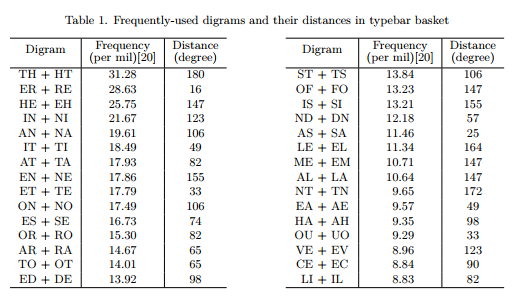 Table 1. Frequently-used digrams and their distances in typebar basket
Digram Frequency (per mil)[20] Distance (degree)
TH + HT 31.28 180
ER + RE 28.63 16
HE + EH 25.75 147
IN + NI 21.67 123
AN + NA 19.61 106
IT + TI 18.49 49
AT + TA 17.93 82
EN + NE 17.86 155
ET + TE 17.79 33
ON + NO 17.49 106
ES + SE 16.73 74
OR + RO 15.30 82
AR + RA 14.67 65
TO + OT 14.01 65
ED + DE 13.92 98
Digram Frequency (per mil)[20] Distance (degree)
ST + TS 13.84 106
OF + FO 13.23 147
IS + SI 13.21 155
ND + DN 12.18 57
AS + SA 11.46 25
LE + EL 11.34 164
ME + EM 10.71 147
AL + LA 10.64 147
NT + TN 9.65 172
EA + AE 9.57 49
HA + AH 9.35 98
OU + UO 9.29 33
VE + EV 8.96 123
CE + EC 8.84 90
LI + IL 8.83 82